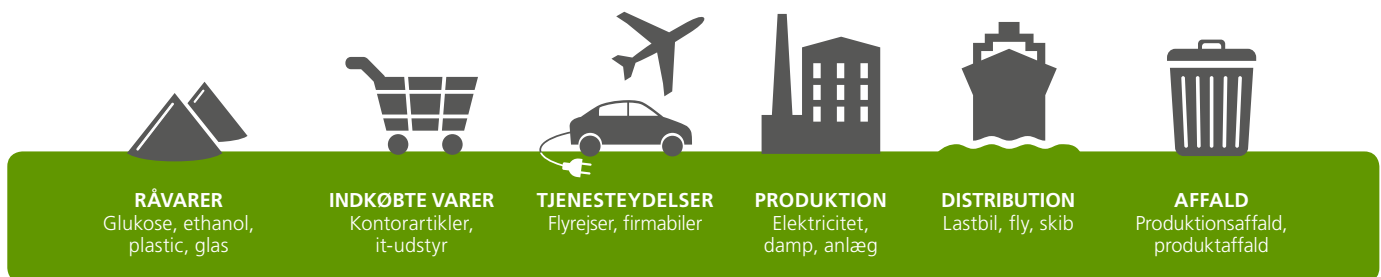 RÅVARER
Glukose, ethanol,
plastic, glas
INDKØBTE VARER
Kontorartikler,
it-udstyr
TJENESTEYDELSER
Flyrejser, firmabiler
PRODUKTION
Elektricitet,
damp, anlæg
DISTRIBUTION
Lastbil, fly, skib
AFFALD
Produktionsaffald,
produktaffald